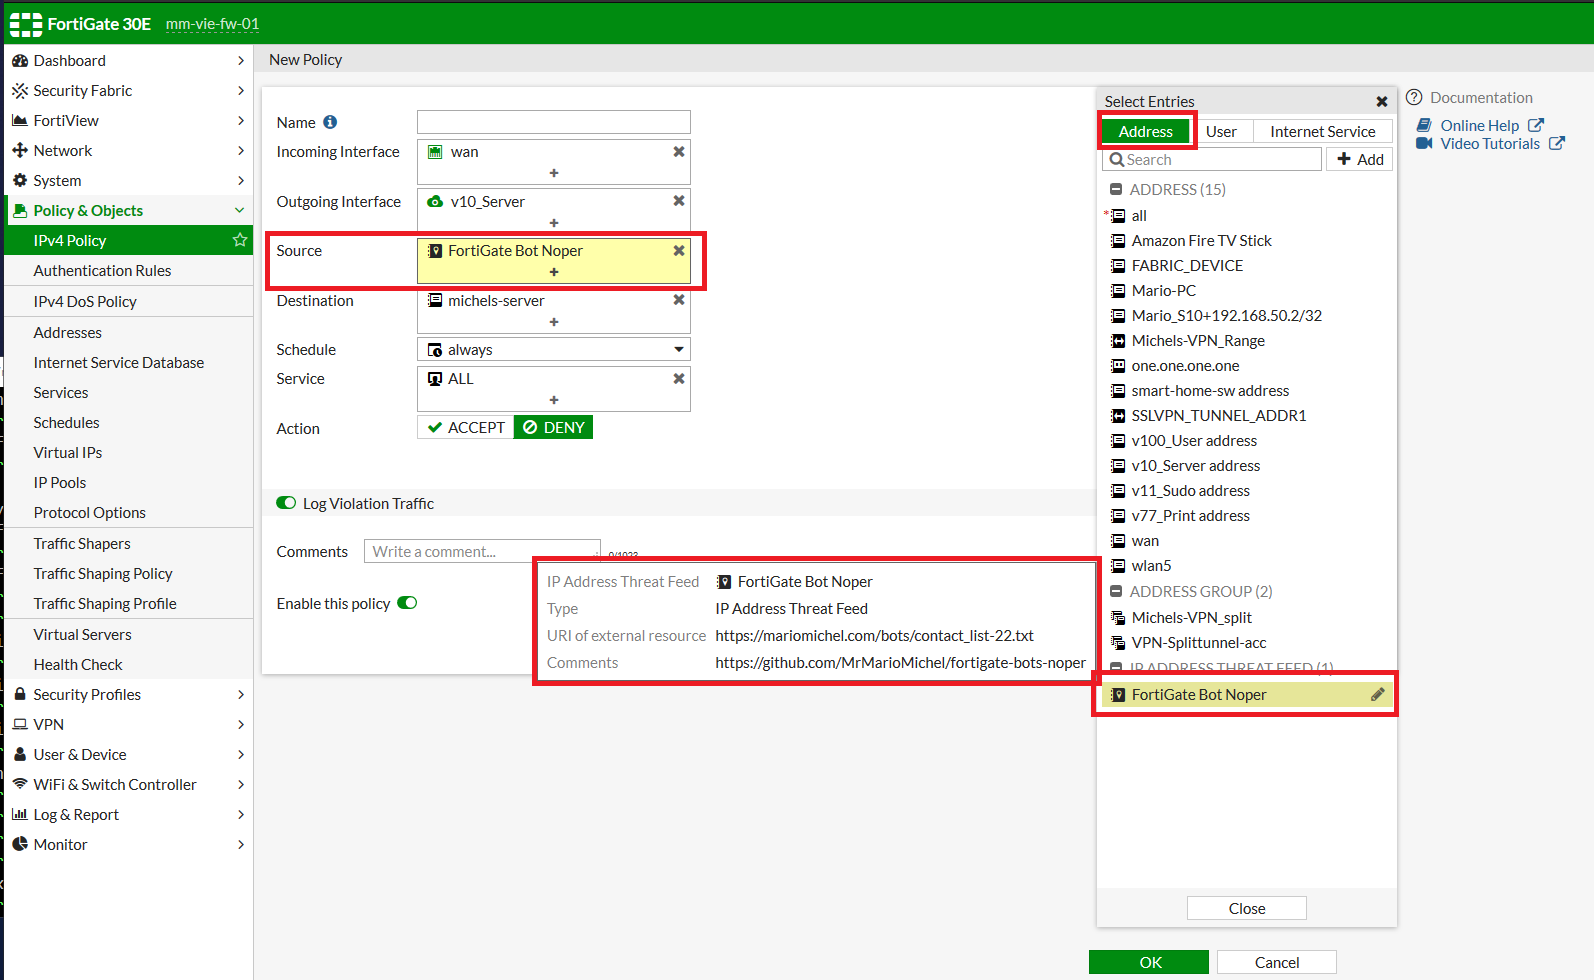 FortiGate 30E mm-vie-fw-01
Dashboard
Security Fabric
FortiView
Network
System
Policy & Objects
IPv4 Policy
Authentication Rules
IPv4 DoS Policy
Addresses
Internet Service Database
Services
Schedules
Virtual IPs
IP Pools
Protocol Options
Traffic Shapers
Traffic Shaping Policy
Traffic Shaping Profile
Virtual Servers
Health Check
Security Profiles
VPN
User & Device
WiFi & Switch Controller
Log & Report
Monitor
New Policy
Name
Incoming Interface wan
+
Outgoing Interface v10_Server
+
Source FortiGate Bot Noper
+
Destination michels-server
+
Schedule always
Service ALL
+
Action ACCEPT DENY
Log Violation Traffic
Comments Write a comment... 0/1023
Enable this policy
IP Address Threat Feed FortiGate Bot Noper
Type IP Address Threat Feed
URI of external resource https://mariomichel.com/bots/contact_list-22.txt
Comments https://github.com/MrMarioMichel/fortigate-bots-noper
Select Entries
Address User Internet Service
Search + Add
ADDRESS (15)
* all
Amazon Fire TV Stick
FABRIC_DEVICE
Mario-PC
Mario_S10+192.168.50.2/32
Michels-VPN_Range
one.one.one.one
smart-home-sw address
SSLVPN_TUNNEL_ADDR1
v100_User address
v10_Server address
v11_Sudo address
v77_Print address
wan
wlan5
ADDRESS GROUP (2)
Michels-VPN_split
VPN-Splittunnel-acc
IP ADDRESS THREAT FEED (1)
FortiGate Bot Noper
Close
OK Cancel
Documentation
Online Help
Video Tutorials